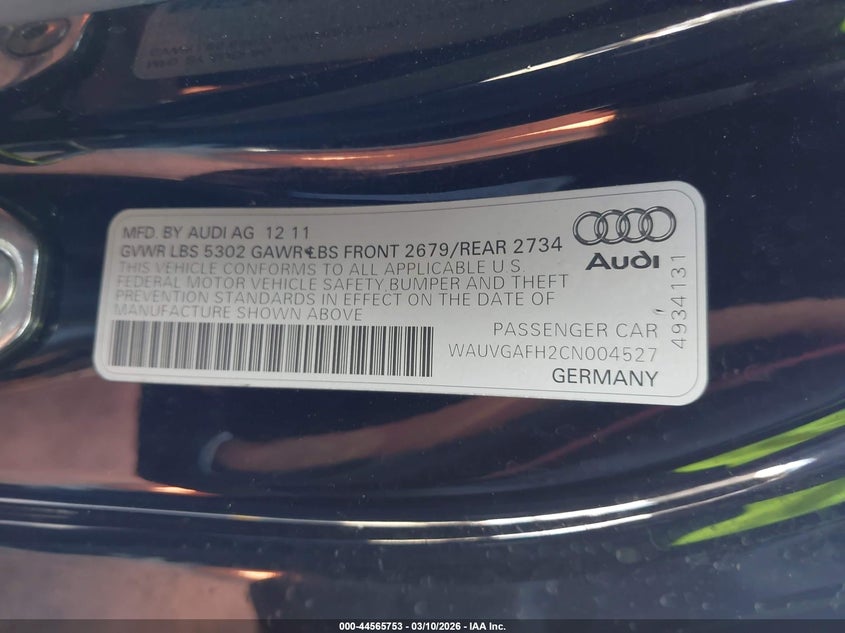 MFD. BY AUDI AG 12 11
GVWR LBS 5302 GAWR LBS FRONT 2679/REAR 2734
THIS VEHICLE CONFORMS TO ALL APPLICABLE U.S.
FEDERAL MOTOR VEHICLE SAFETY,BUMPER AND THEFT
PREVENTION STANDARDS IN EFFECT ON THE DATE OF
MANUFACTURE SHOWN ABOVE
Audi
4934131
PASSENGER CAR
WAUVGAFH2CN004527
GERMANY
000-44565753 — 03/10/2026 — IAA Inc.